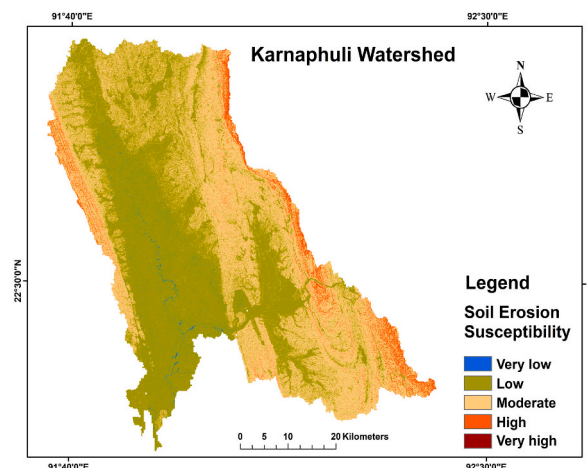 91°40'0"E
92°30'0"E
Karnaphuli Watershed
N
W
E
S
22°30'0"N
Legend
Soil Erosion
Susceptibility
Very low
Low
Moderate
High
Very high
0 5 10 20 Kilometers
91°40'0"E
92°30'0"E